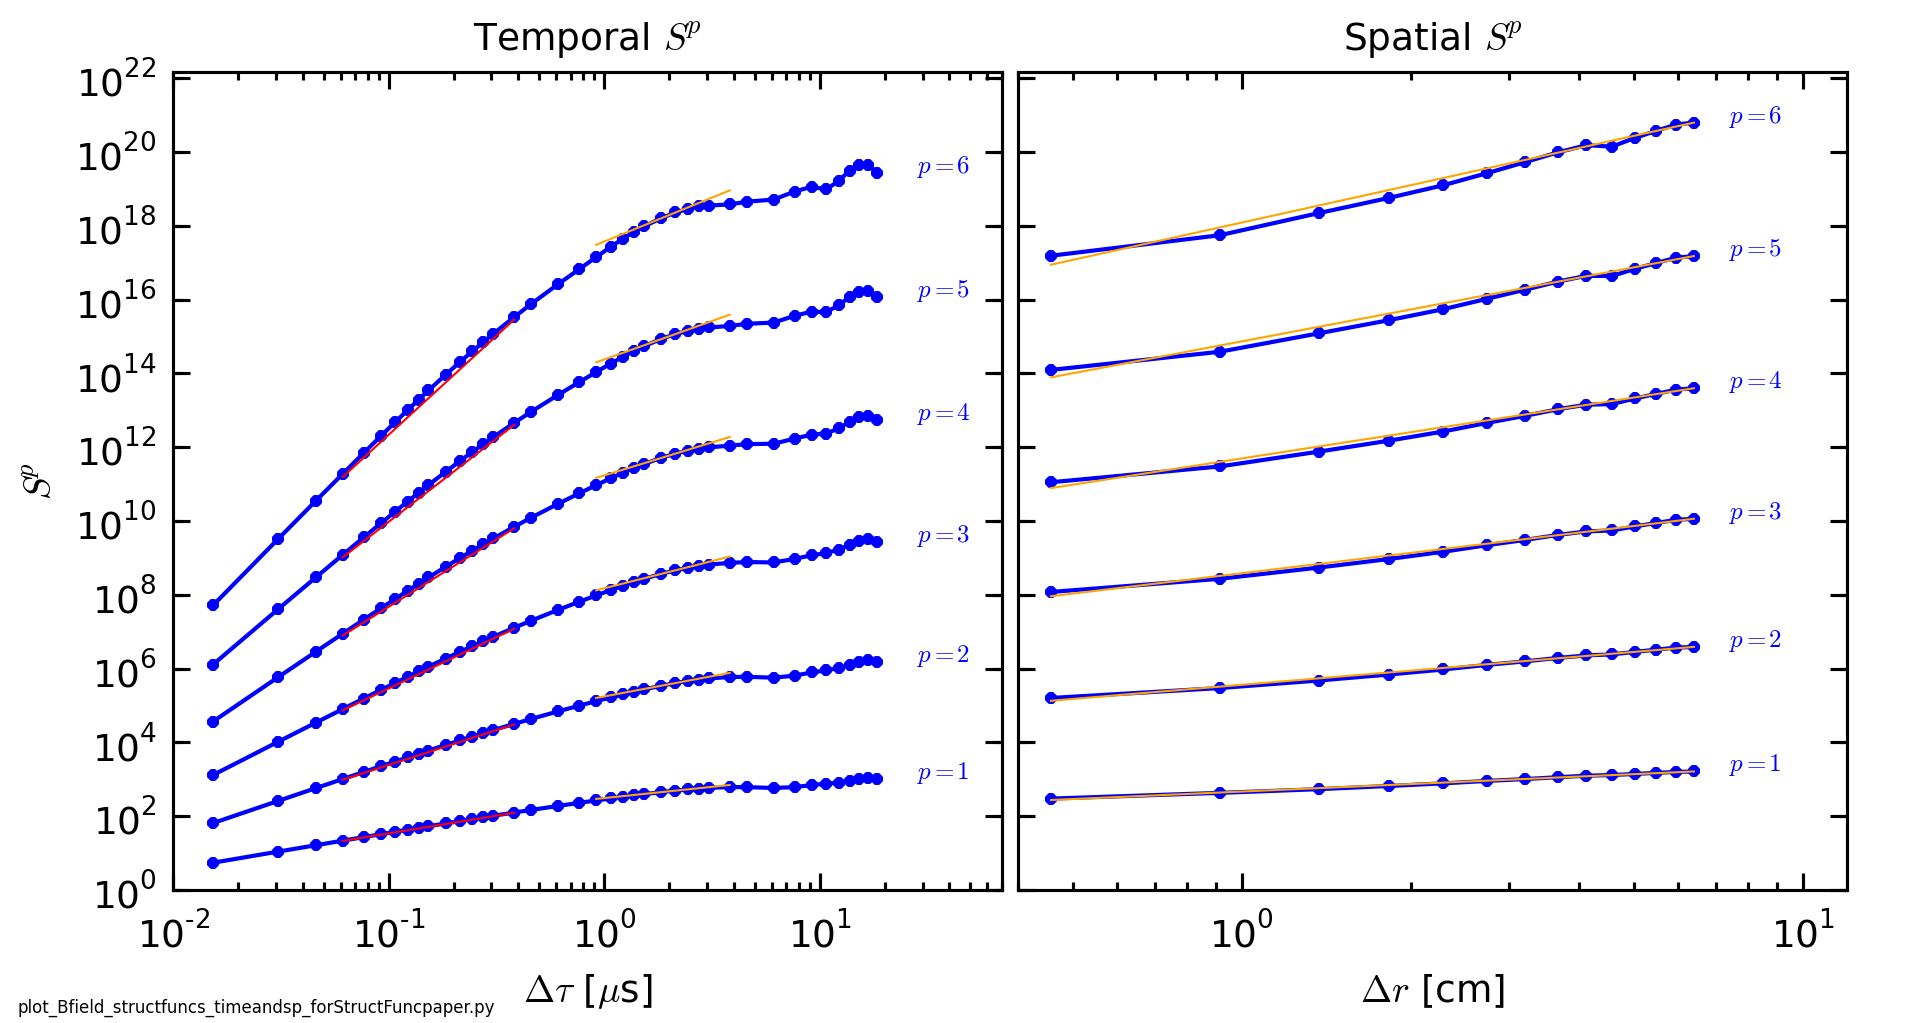 Temporal S^p
Spatial S^p
10^22
10^20
10^18
10^16
10^14
10^12
10^10
10^8
10^6
10^4
10^2
10^0
S^p
p=6
p=5
p=4
p=3
p=2
p=1
p=6
p=5
p=4
p=3
p=2
p=1
10^-2 10^-1 10^0 10^1
10^0 10^1
Δτ [μs]
Δr [cm]
plot_Bfield_structfuncs_timeandsp_forStructFuncpaper.py